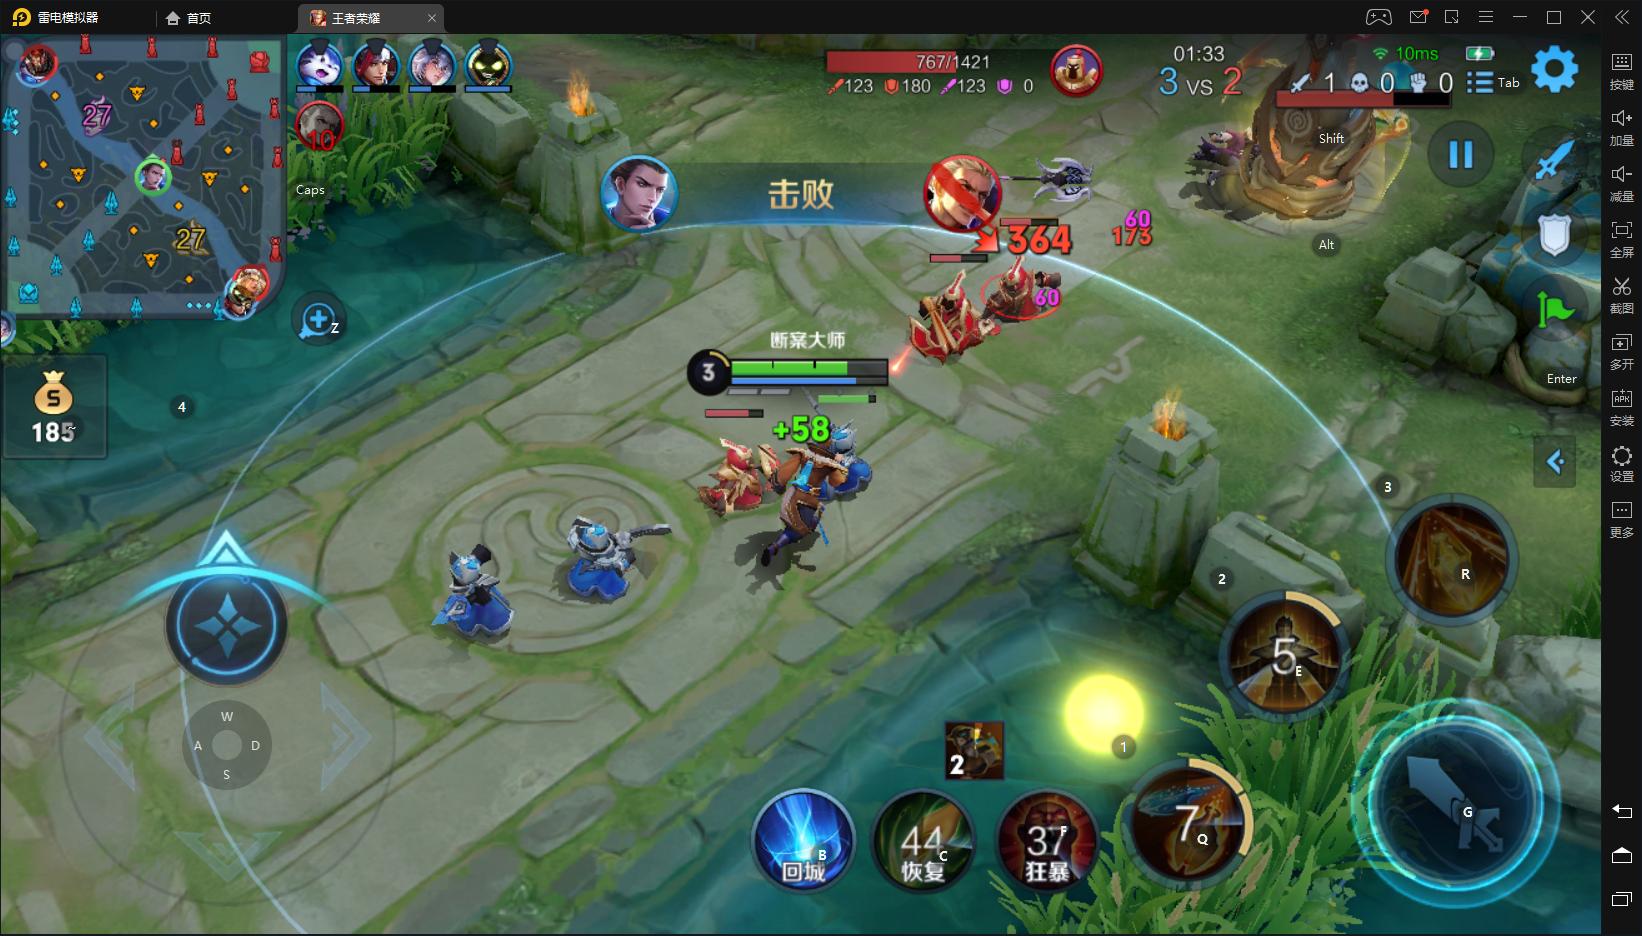 雷电模拟器
首页
王者荣耀
27
27
10
Caps
767/1421
123 180 123 0
01:33
3 VS 2
10ms
1 0 0
Tab
Shift
按键
加量
减量
全屏
截图
多开
安装
设置
更多
APK
击败
364
60
173
60
Alt
Z
断案大师
3
+58
Enter
S
185
4
3
2
R
5
E
1
W
A D
S
2
7
Q
G
B
回城
44
C
恢复
37
F
狂暴